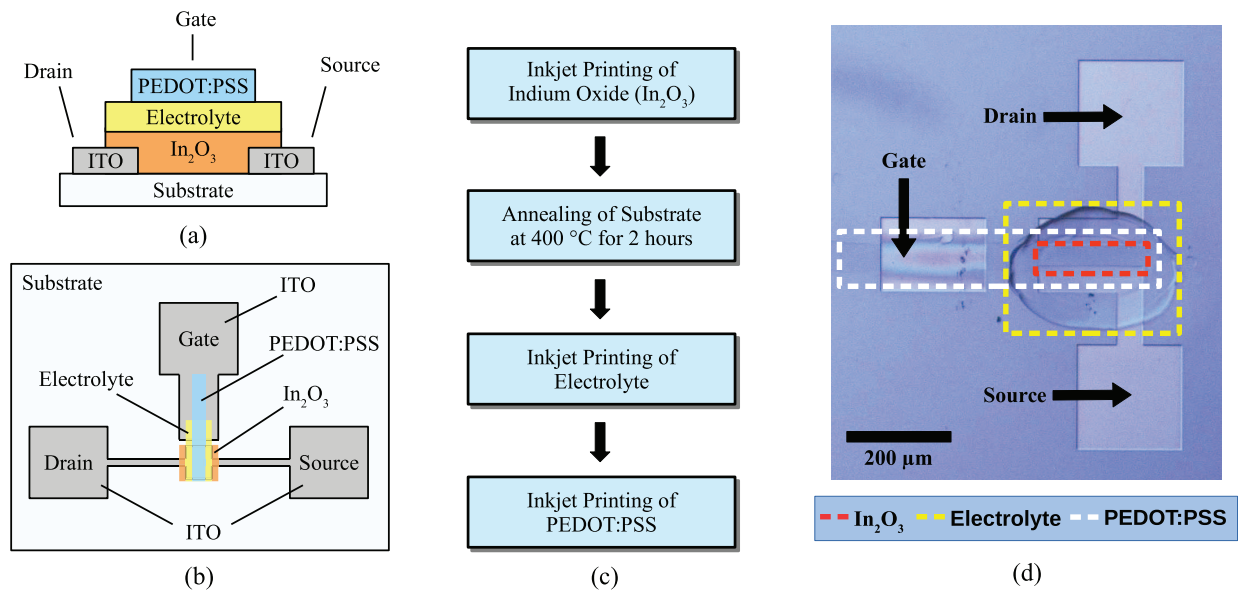 Gate
Drain
Source
PEDOT:PSS
Electrolyte
In₂O₃
ITO
ITO
Substrate
(a)
Substrate
ITO
Gate
PEDOT:PSS
Electrolyte
In₂O₃
Drain
Source
ITO
(b)
Inkjet Printing of
Indium Oxide (In₂O₃)
Annealing of Substrate
at 400 °C for 2 hours
Inkjet Printing of
Electrolyte
Inkjet Printing of
PEDOT:PSS
(c)
Drain
Gate
Source
200 µm
In₂O₃ Electrolyte PEDOT:PSS
(d)